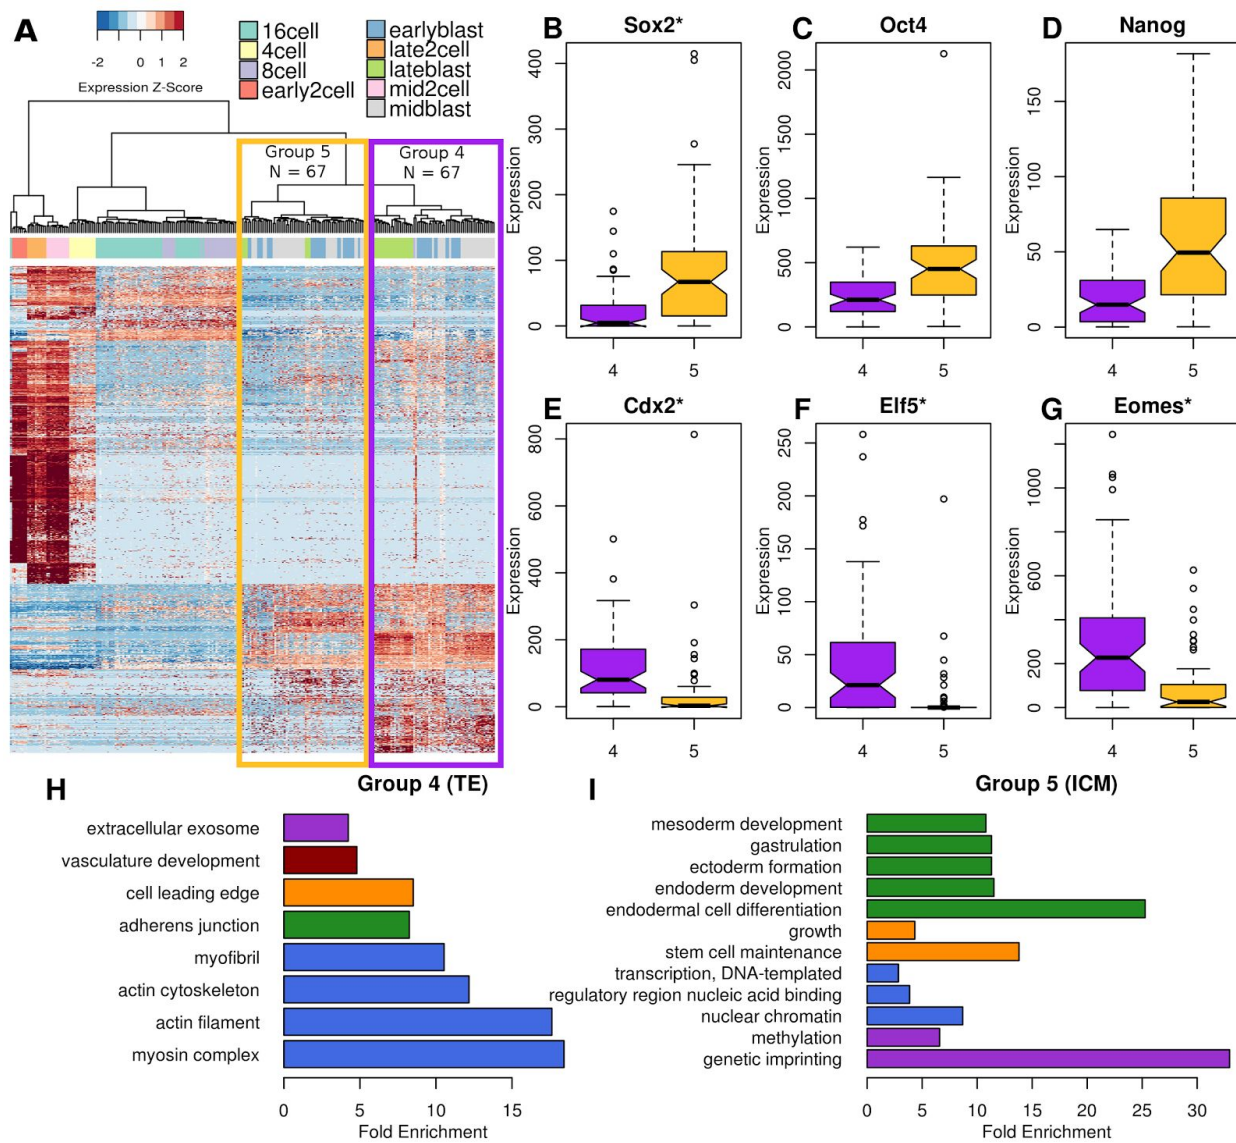 A
-2 0 1 2
Expression Z-Score
16cell
4cell
8cell
early2cell
earlyblast
late2cell
lateblast
mid2cell
midblast
Group 5
N = 67
Group 4
N = 67
B
Sox2*
Expression
0
100
200
300
400
4 5
C
Oct4
Expression
0
500
1000
1500
2000
4 5
D
Nanog
Expression
0
50
100
150
4 5
E
Cdx2*
Expression
0
200
400
600
800
4 5
F
Elf5*
Expression
0
50
100
150
200
250
4 5
G
Eomes*
Expression
0
200
600
1000
4 5
H
Group 4 (TE)
extracellular exosome
vasculature development
cell leading edge
adherens junction
myofibril
actin cytoskeleton
actin filament
myosin complex
0 5 10 15
Fold Enrichment
I
Group 5 (ICM)
mesoderm development
gastrulation
ectoderm formation
endoderm development
endodermal cell differentiation
growth
stem cell maintenance
transcription, DNA-templated
regulatory region nucleic acid binding
nuclear chromatin
methylation
genetic imprinting
0 5 10 15 20 25 30
Fold Enrichment